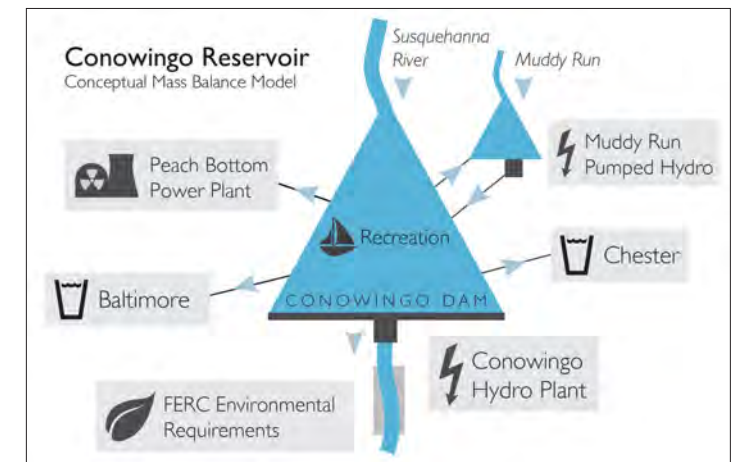 Conowingo Reservoir
Conceptual Mass Balance Model
Susquehanna
River
Muddy Run
Peach Bottom
Power Plant
Muddy Run
Pumped Hydro
Recreation
Chester
Baltimore
CONOWINGO DAM
Conowingo
Hydro Plant
FERC Environmental
Requirements